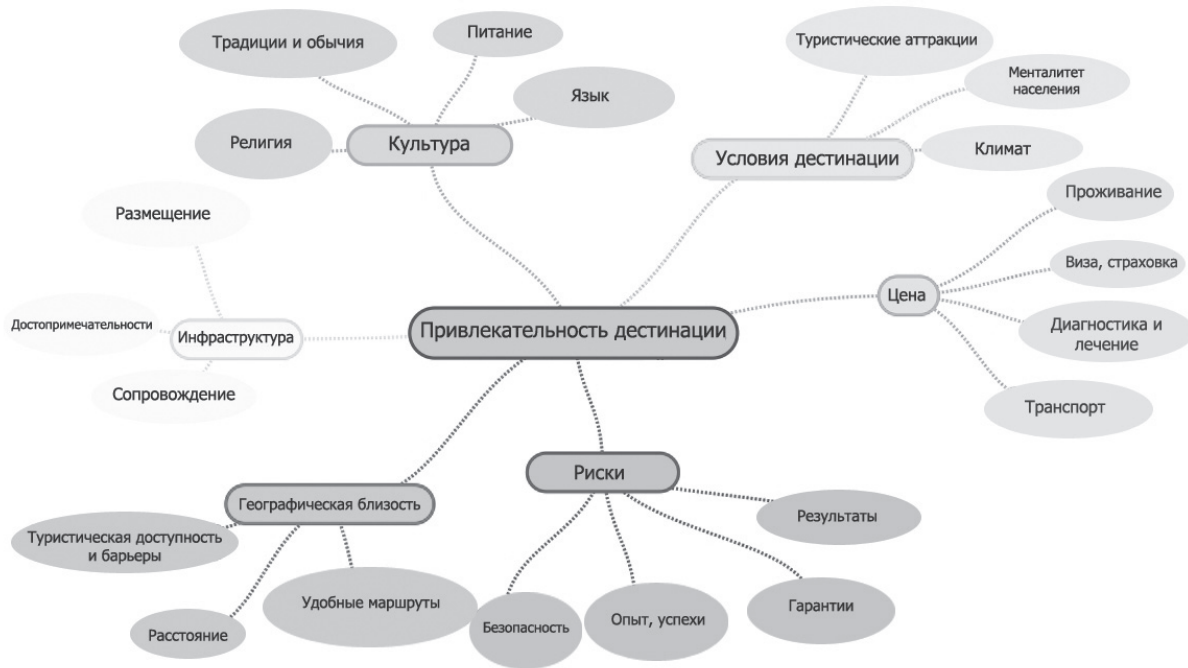 Традиции и обычия
Питание
Язык
Религия
Культура
Туристические аттракции
Менталитет
населения
Условия дестинации
Климат
Размещение
Достопримечательности
Инфраструктура
Сопровождение
Привлекательность дестинации
Проживание
Цена
Виза, страховка
Диагностика и
лечение
Транспорт
Географическая близость
Туристическая доступность
и барьеры
Расстояние
Удобные маршруты
Риски
Результаты
Безопасность
Опыт, успехи
Гарантии